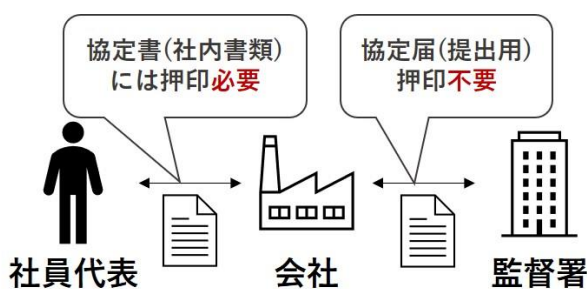 協定書(社内書類)
には押印必要
協定届(提出用)
押印不要
社員代表
会社
監督署